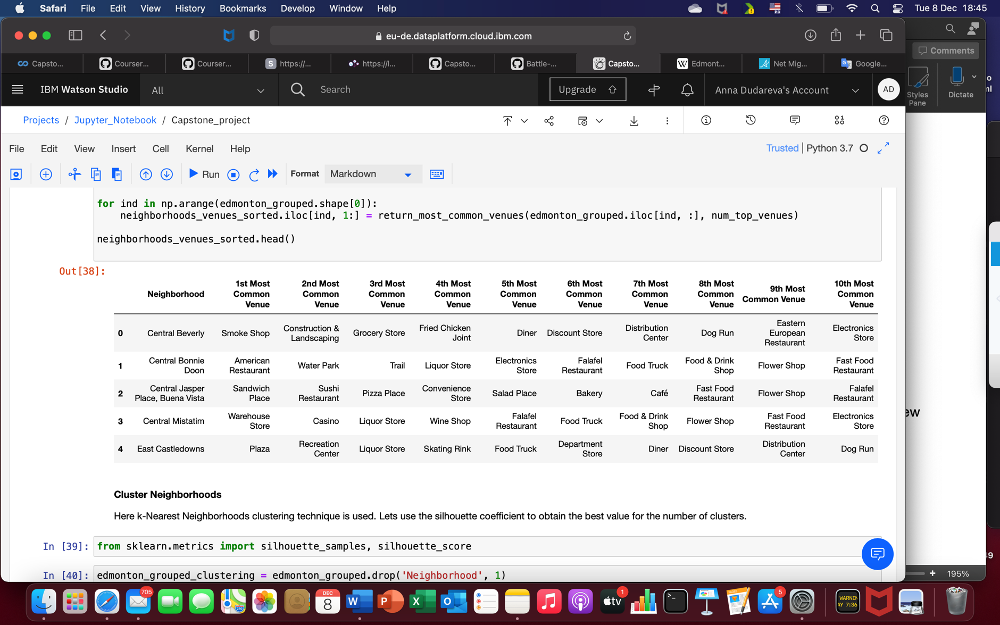 Safari File Edit View History Bookmarks Develop Window Help Tue 8 Dec 18:45
eu-de.dataplatform.cloud.ibm.com
Capsto... Courser... Courser... https://... https://l... Capsto... Battle-... Capsto... Edmont... Net Mig... Google...
Comments
IBM Watson Studio All Search Upgrade Anna Dudareva's Account AD
Styles
Pane
Dictate
Projects / Jupyter_Notebook / Capstone_project
File Edit View Insert Cell Kernel Help Trusted | Python 3.7
Run Format Markdown
for ind in np.arange(edmonton_grouped.shape[0]):
neighborhoods_venues_sorted.iloc[ind, 1:] = return_most_common_venues(edmonton_grouped.iloc[ind, :], num_top_venues)
neighborhoods_venues_sorted.head()
Out[38]:
Neighborhood 1st Most Common Venue 2nd Most Common Venue 3rd Most Common Venue 4th Most Common Venue 5th Most Common Venue 6th Most Common Venue 7th Most Common Venue 8th Most Common Venue 9th Most Common Venue 10th Most Common Venue
0 Central Beverly Smoke Shop Construction & Landscaping Grocery Store Fried Chicken Joint Diner Discount Store Distribution Center Dog Run Eastern European Restaurant Electronics Store
1 Central Bonnie Doon American Restaurant Water Park Trail Liquor Store Electronics Store Falafel Restaurant Food Truck Food & Drink Shop Flower Shop Fast Food Restaurant
2 Central Jasper Place, Buena Vista Sandwich Place Sushi Restaurant Pizza Place Convenience Store Salad Place Bakery Café Fast Food Restaurant Flower Shop Falafel Restaurant
3 Central Mistatim Warehouse Store Casino Liquor Store Wine Shop Falafel Restaurant Food Truck Food & Drink Shop Flower Shop Fast Food Restaurant Electronics Store
4 East Castledowns Plaza Recreation Center Liquor Store Skating Rink Food Truck Department Store Diner Discount Store Distribution Center Dog Run
Cluster Neighborhoods
Here k-Nearest Neighborhoods clustering technique is used. Lets use the silhouette coefficient to obtain the best value for the number of clusters.
In [39]: from sklearn.metrics import silhouette_samples, silhouette_score
In [40]: edmonton_grouped_clustering = edmonton_grouped.drop('Neighborhood', 1)
195%
705
DEC
8
W P X O
tv 1
5
WARNIN
AY 7:36